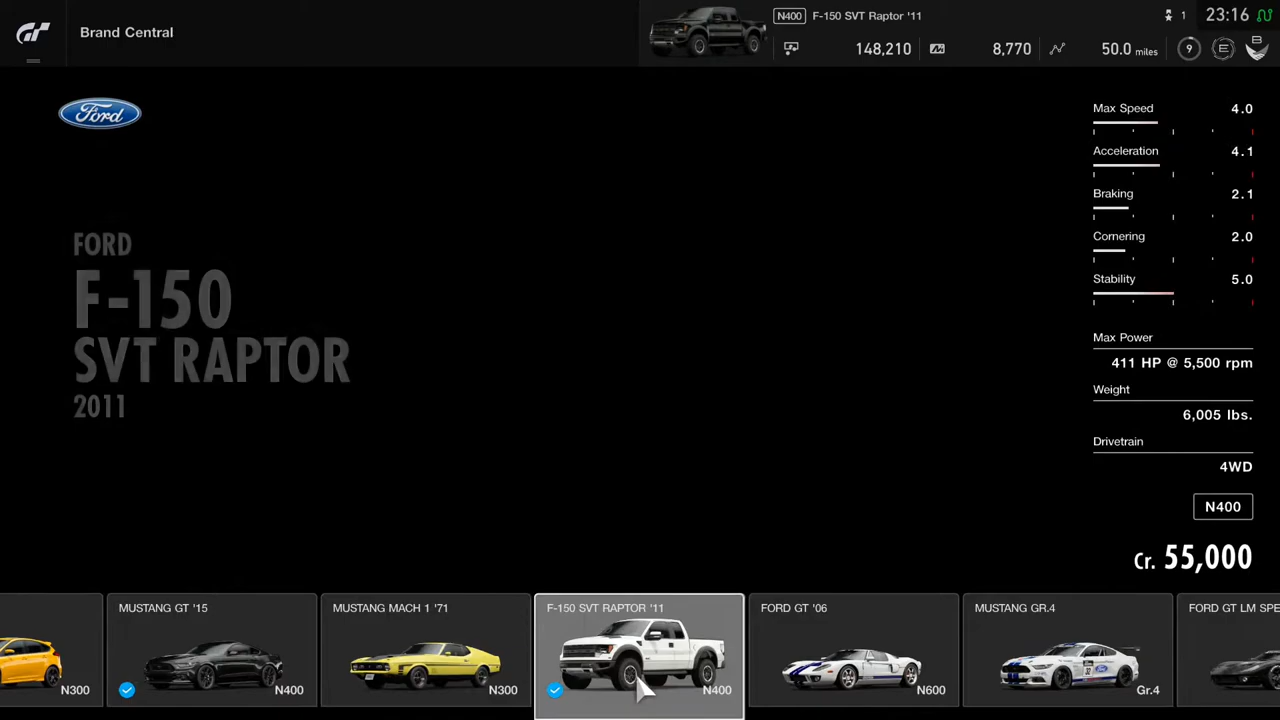 Brand Central
N400 F-150 SVT Raptor '11
1 23:16
148,210 8,770 50.0 miles 9 E B
Ford
FORD
F-150
SVT RAPTOR
2011
Max Speed 4.0
Acceleration 4.1
Braking 2.1
Cornering 2.0
Stability 5.0
Max Power
411 HP @ 5,500 rpm
Weight
6,005 lbs.
Drivetrain
4WD
N400
Cr. 55,000
N300
MUSTANG GT '15
N400
MUSTANG MACH 1 '71
N300
F-150 SVT RAPTOR '11
N400
FORD GT '06
N600
MUSTANG GR.4
Gr.4
FORD GT LM SPE